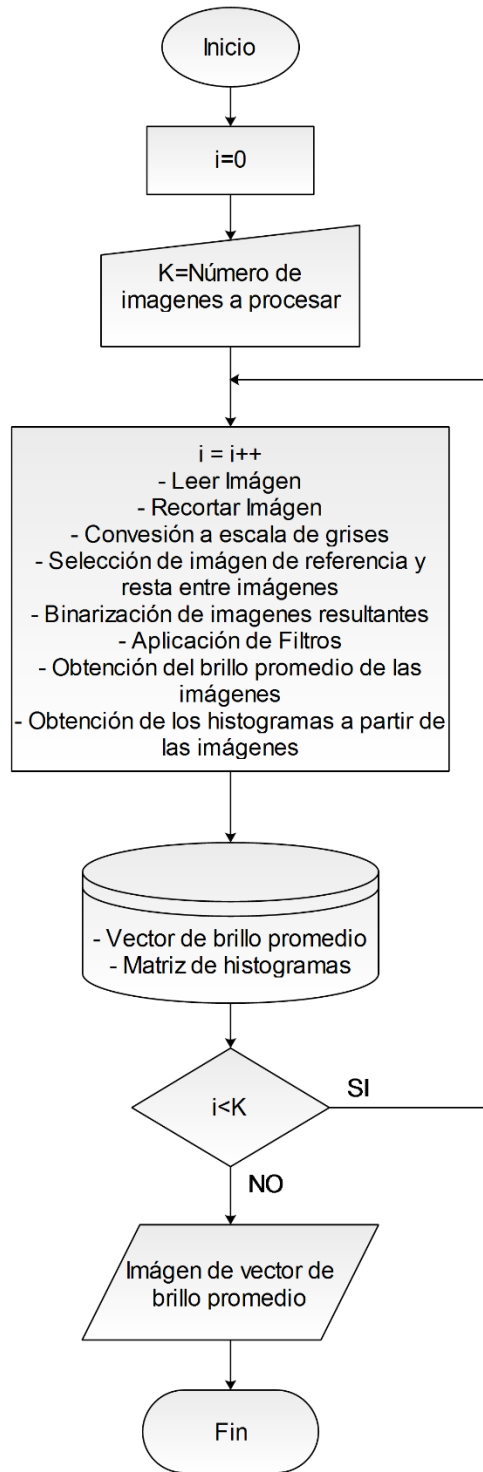 Inicio
i=0
K=Número de
imagenes a procesar
i = i++
- Leer Imágen
- Recortar Imágen
- Convesión a escala de grises
- Selección de imágen de referencia y
resta entre imágenes
- Binarización de imagenes resultantes
- Aplicación de Filtros
- Obtención del brillo promedio de las
imágenes
- Obtención de los histogramas a partir de
las imágenes
- Vector de brillo promedio
- Matriz de histogramas
i<K
SI
NO
Imágen de vector de
brillo promedio
Fin